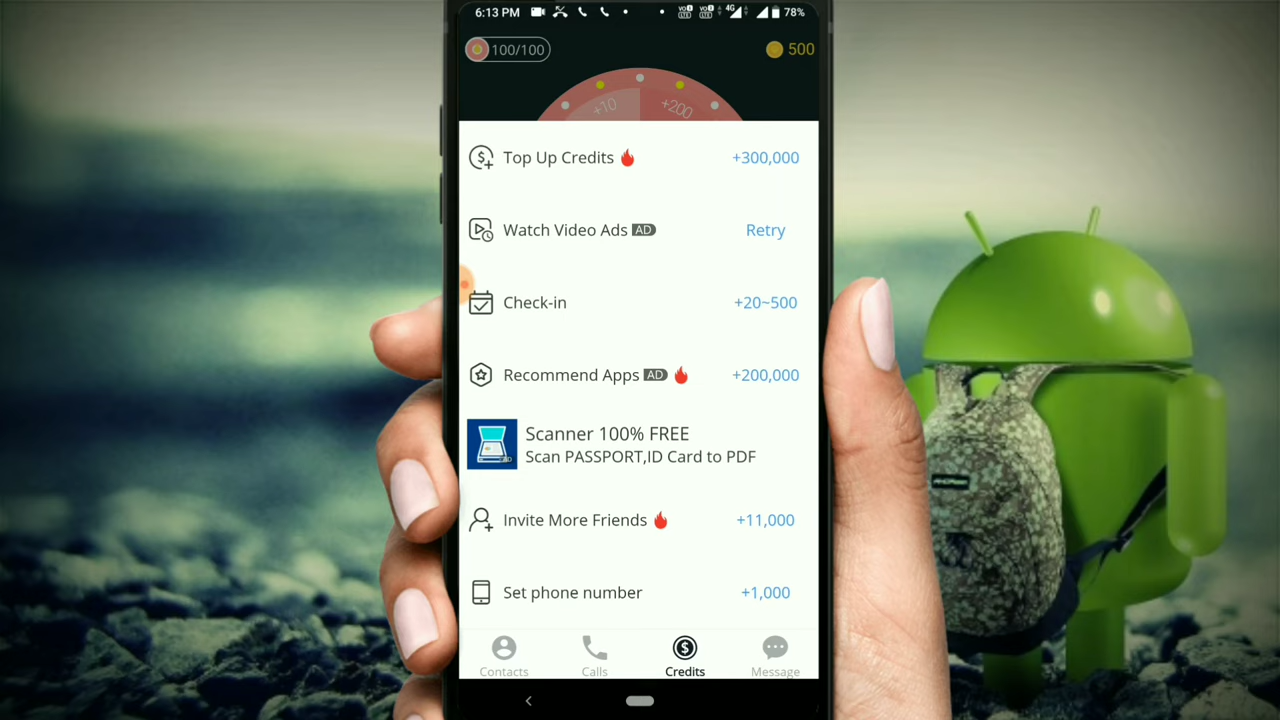 6:13 PM 4G 78%
100/100 500
+10 +200
Top Up Credits +300,000
Watch Video Ads AD Retry
Check-in +20~500
Recommend Apps AD +200,000
Scanner 100% FREE
Scan PASSPORT,ID Card to PDF
Invite More Friends +11,000
Set phone number +1,000
Contacts Calls Credits Message